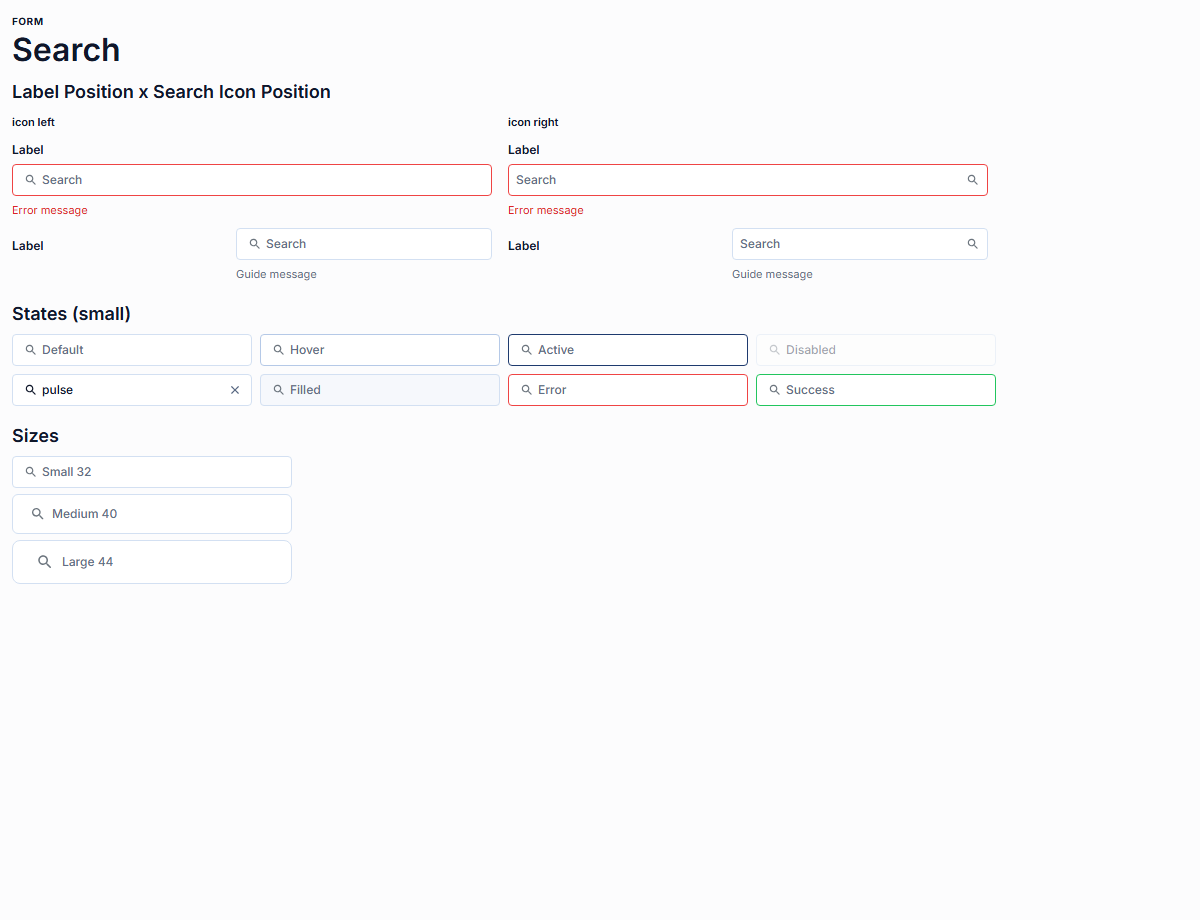 FORM
Search
Label Position x Search Icon Position
icon left
icon right
Label
Label
Search
Search
Error message
Error message
Label
Search
Label
Search
Guide message
Guide message
States (small)
Default
Hover
Active
Disabled
pulse
Filled
Error
Success
Sizes
Small 32
Medium 40
Large 44